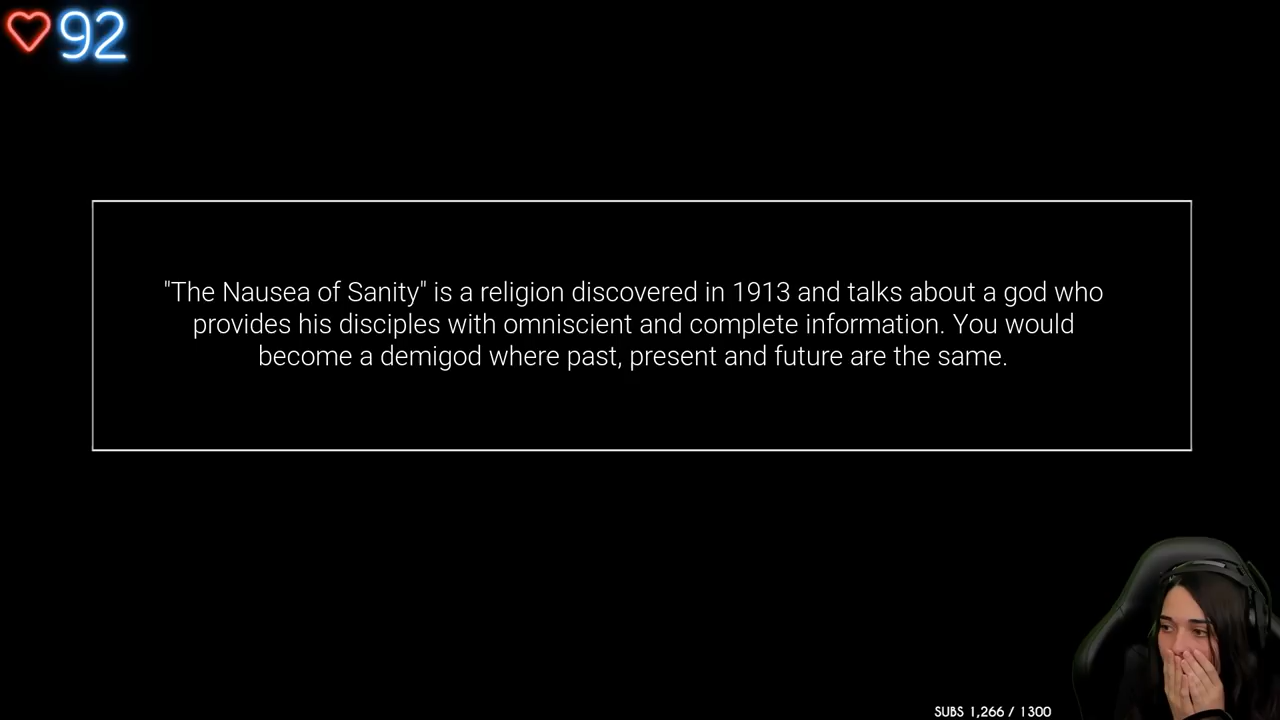 92
"The Nausea of Sanity" is a religion discovered in 1913 and talks about a god who
provides his disciples with omniscient and complete information. You would
become a demigod where past, present and future are the same.
SUBS 1,266 / 1300